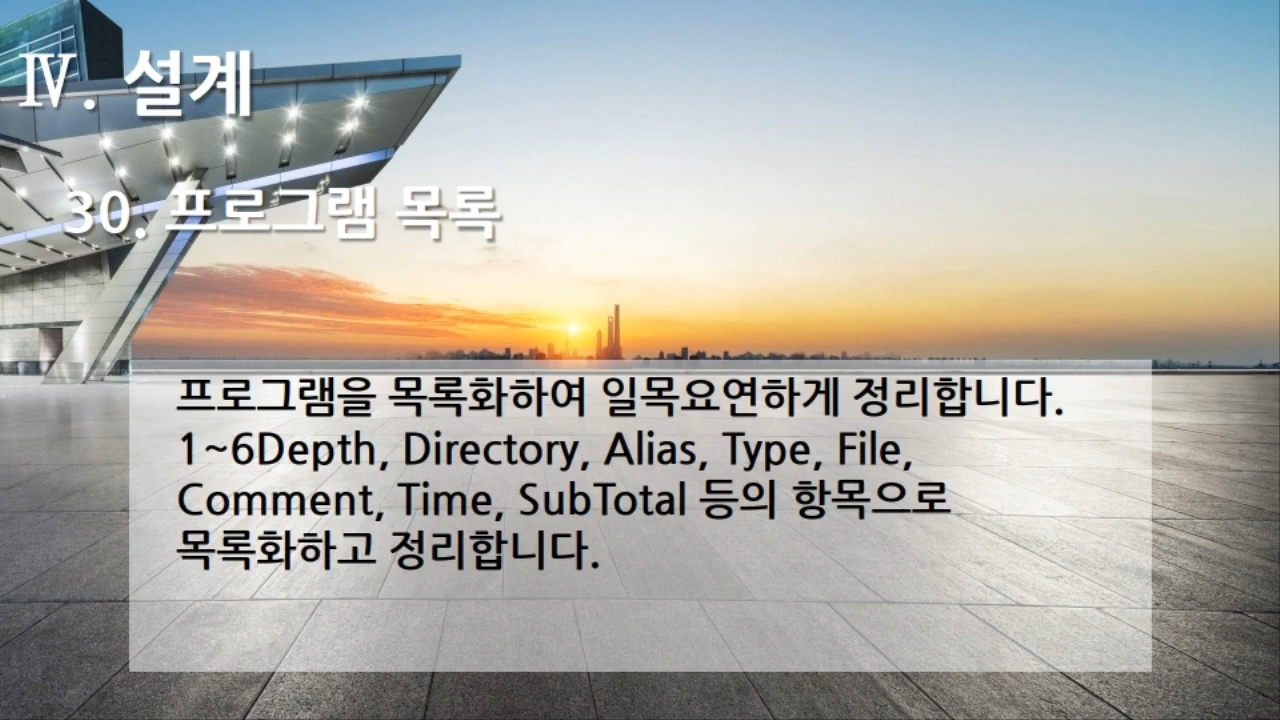 Ⅳ. 설계
30. 프로그램 목록
프로그램을 목록화하여 일목요연하게 정리합니다.
1~6Depth, Directory, Alias, Type, File,
Comment, Time, SubTotal 등의 항목으로
목록화하고 정리합니다.